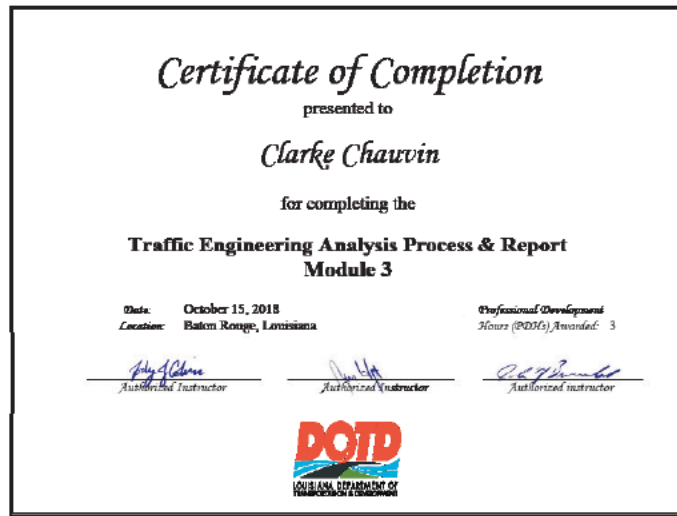 Certificate of Completion
presented to
Clarke Chauvin
for completing the
Traffic Engineering Analysis Process & Report
Module 3
Date: October 15, 2018
Location: Baton Rouge, Louisiana
Professional Development
Hours (PDHs) Awarded: 3
Authorized Instructor
Authorized Instructor
Authorized instructor
DOTD
LOUISIANA DEPARTMENT OF
TRANSPORTATION & DEVELOPMENT